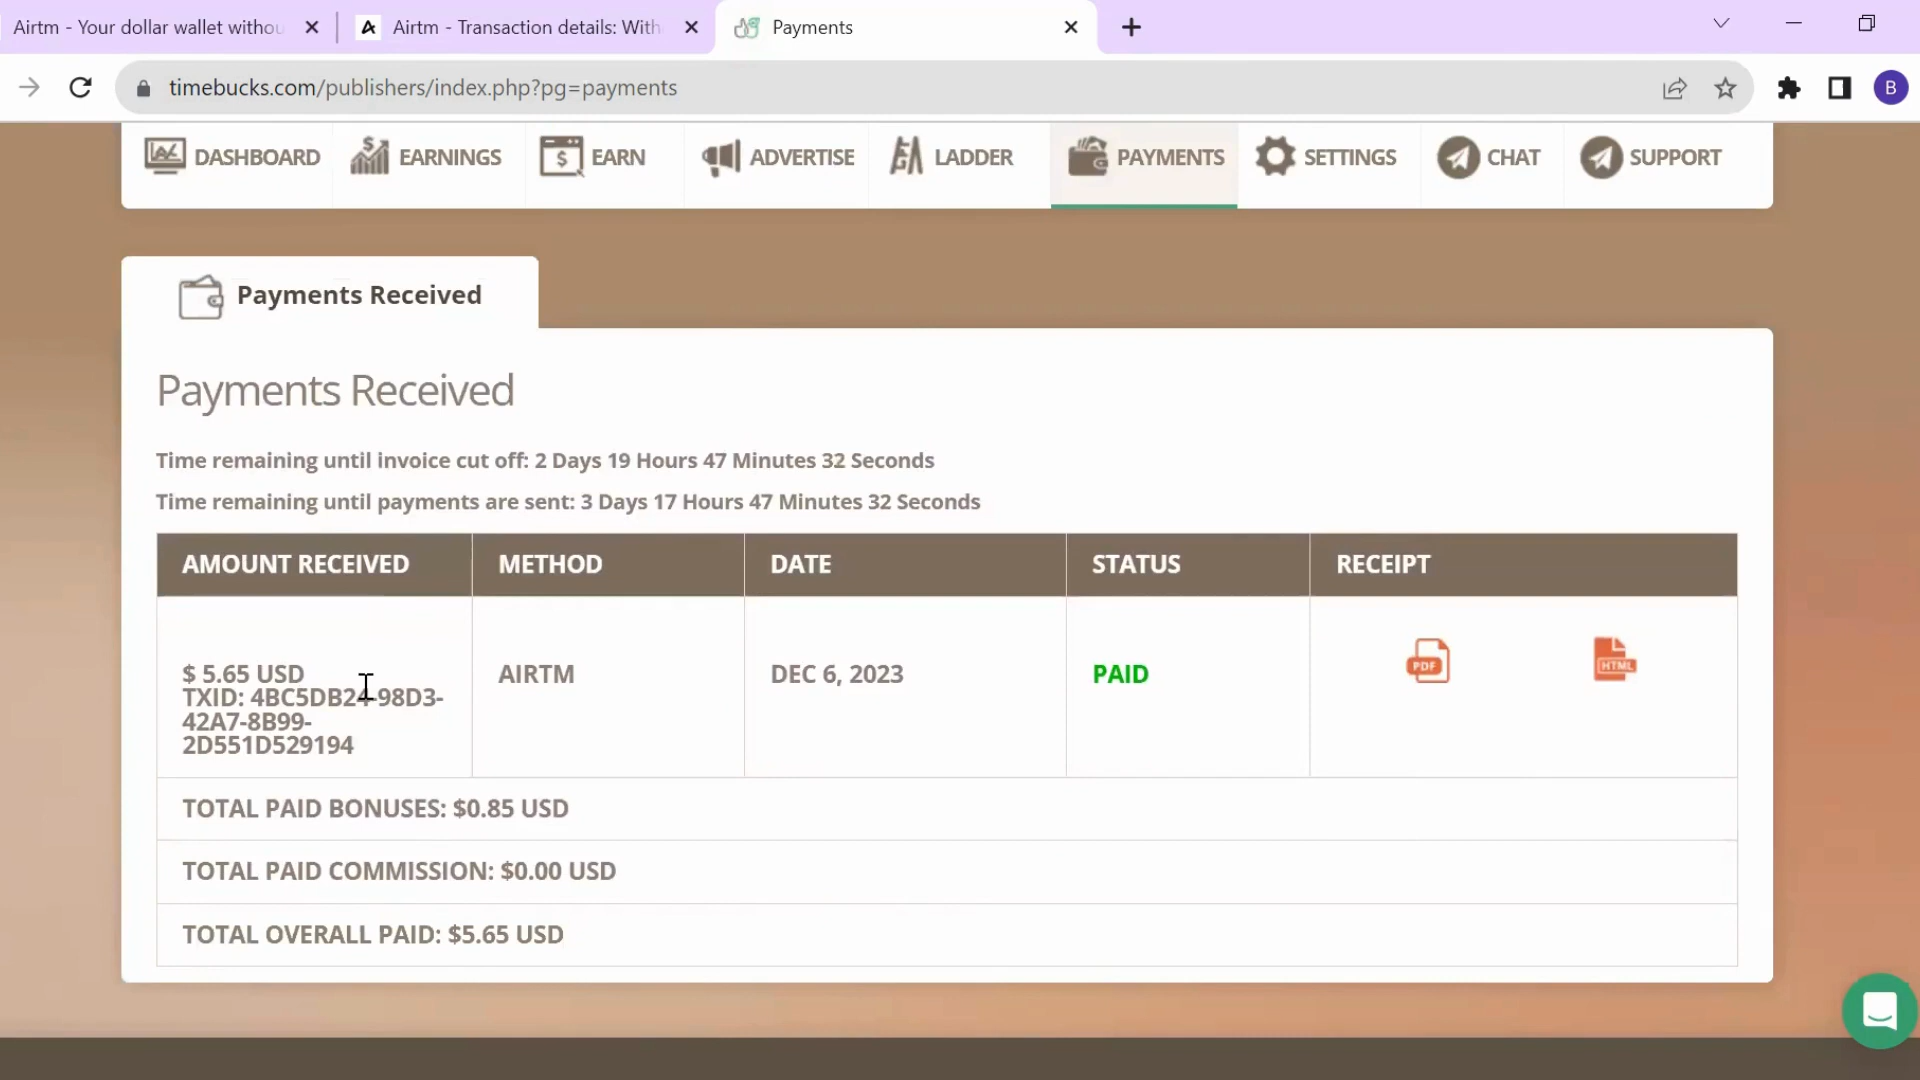 Airtm - Your dollar wallet withou
Airtm - Transaction details: With
Payments
timebucks.com/publishers/index.php?pg=payments
B
DASHBOARD
EARNINGS
EARN
ADVERTISE
LADDER
PAYMENTS
SETTINGS
CHAT
SUPPORT
Payments Received
Payments Received
Time remaining until invoice cut off: 2 Days 19 Hours 47 Minutes 32 Seconds
Time remaining until payments are sent: 3 Days 17 Hours 47 Minutes 32 Seconds
AMOUNT RECEIVED METHOD DATE STATUS RECEIPT
$ 5.65 USD AIRTM DEC 6, 2023 PAID PDF HTML
TXID: 4BC5DB24-98D3-
42A7-8B99-
2D551D529194
TOTAL PAID BONUSES: $0.85 USD
TOTAL PAID COMMISSION: $0.00 USD
TOTAL OVERALL PAID: $5.65 USD